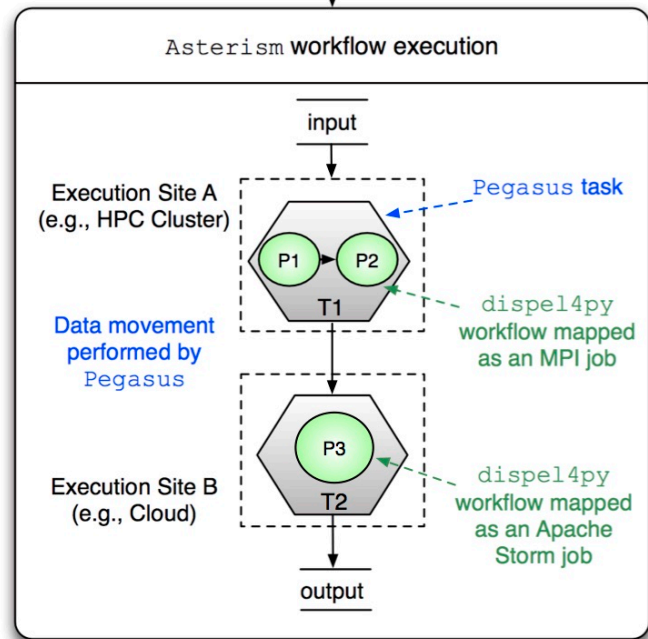 Asterism workflow execution
input
Execution Site A
(e.g., HPC Cluster)
Pegasus task
P1
P2
T1
dispel4py
workflow mapped
as an MPI job
Data movement
performed by
Pegasus
P3
T2
Execution Site B
(e.g., Cloud)
dispel4py
workflow mapped
as an Apache
Storm job
output